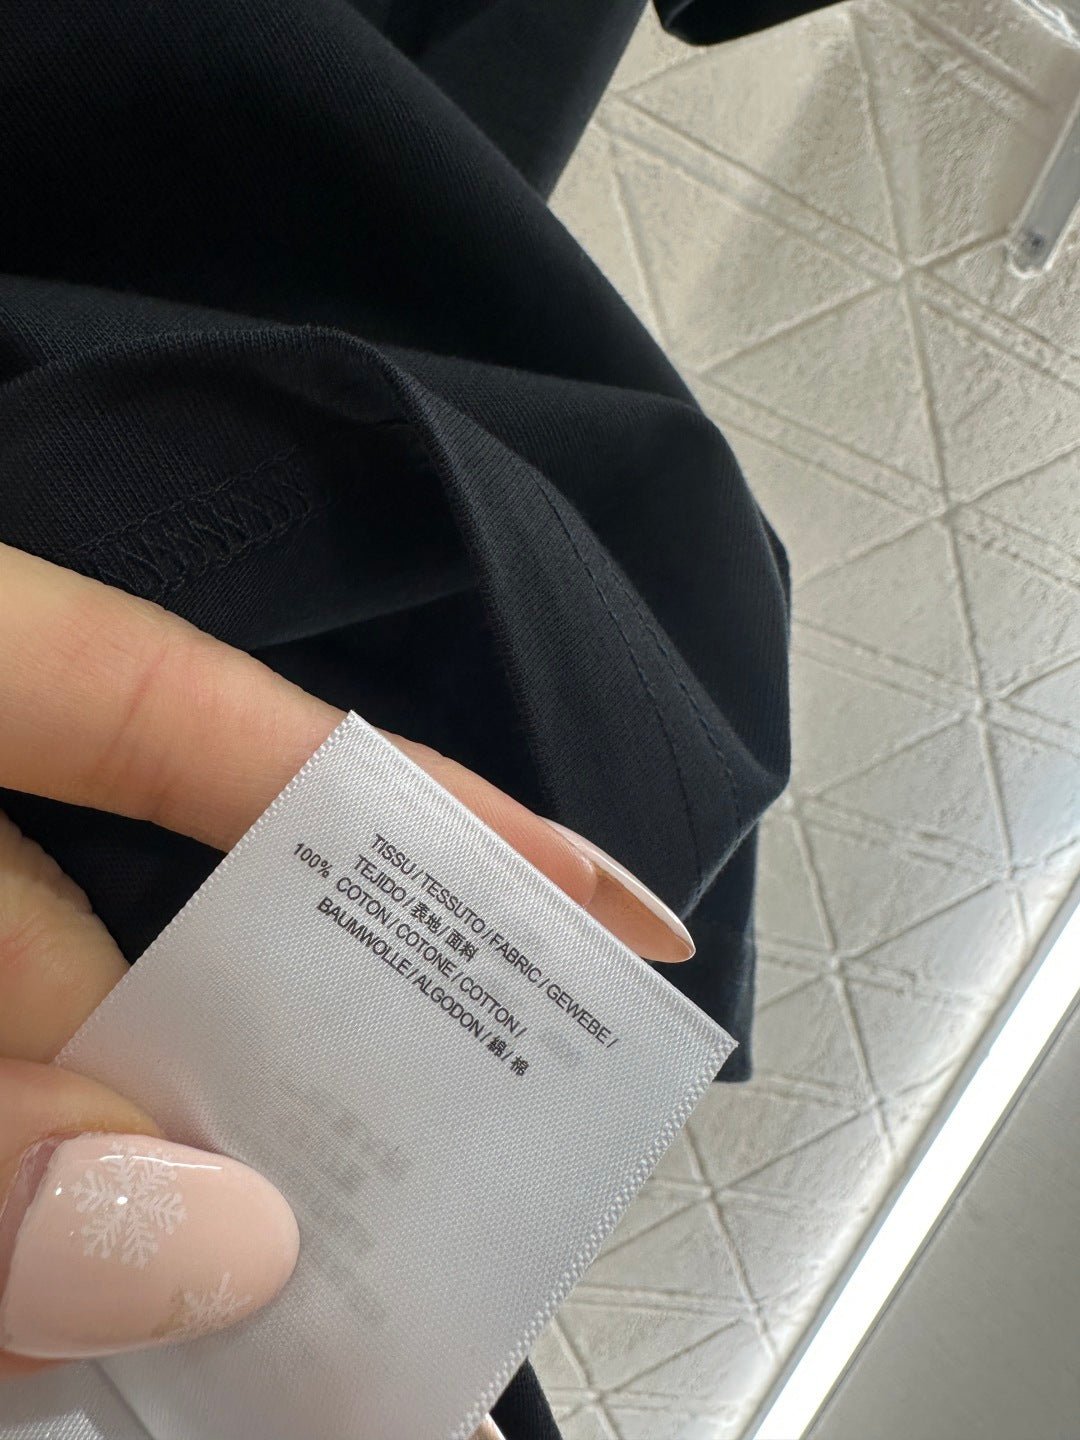 TISSU / TESSUTO / FABRIC / GEWEBE /
TEJIDO / 表地 / 面料
100% COTON / COTONE / COTTON /
BAUMWOLLE / ALGODON / 綿 / 棉